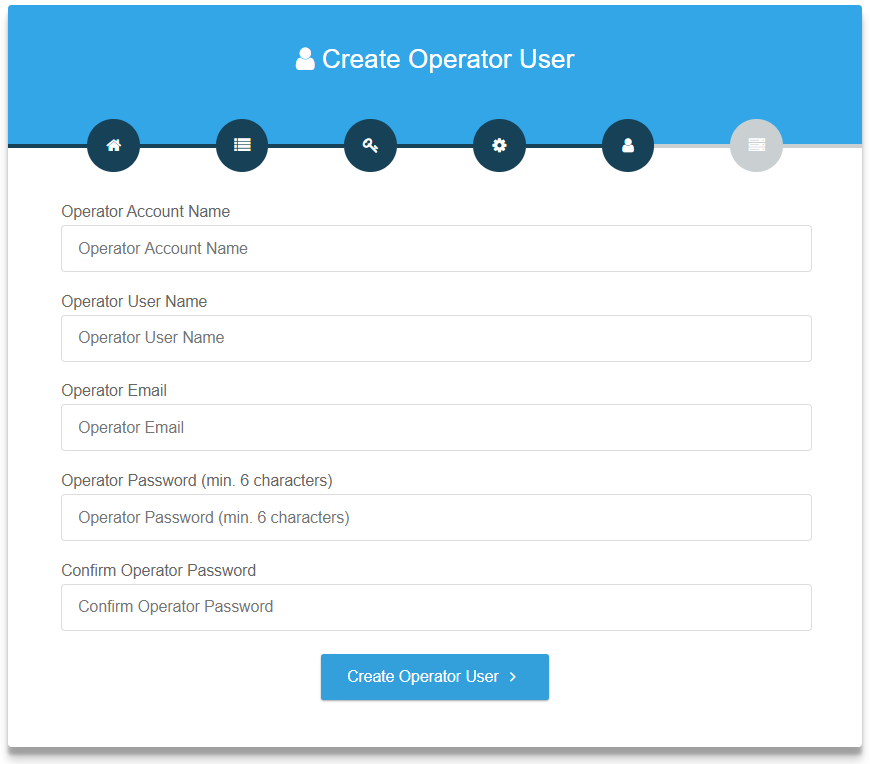 Create Operator User
Operator Account Name
Operator Account Name
Operator User Name
Operator User Name
Operator Email
Operator Email
Operator Password (min. 6 characters)
Operator Password (min. 6 characters)
Confirm Operator Password
Confirm Operator Password
Create Operator User